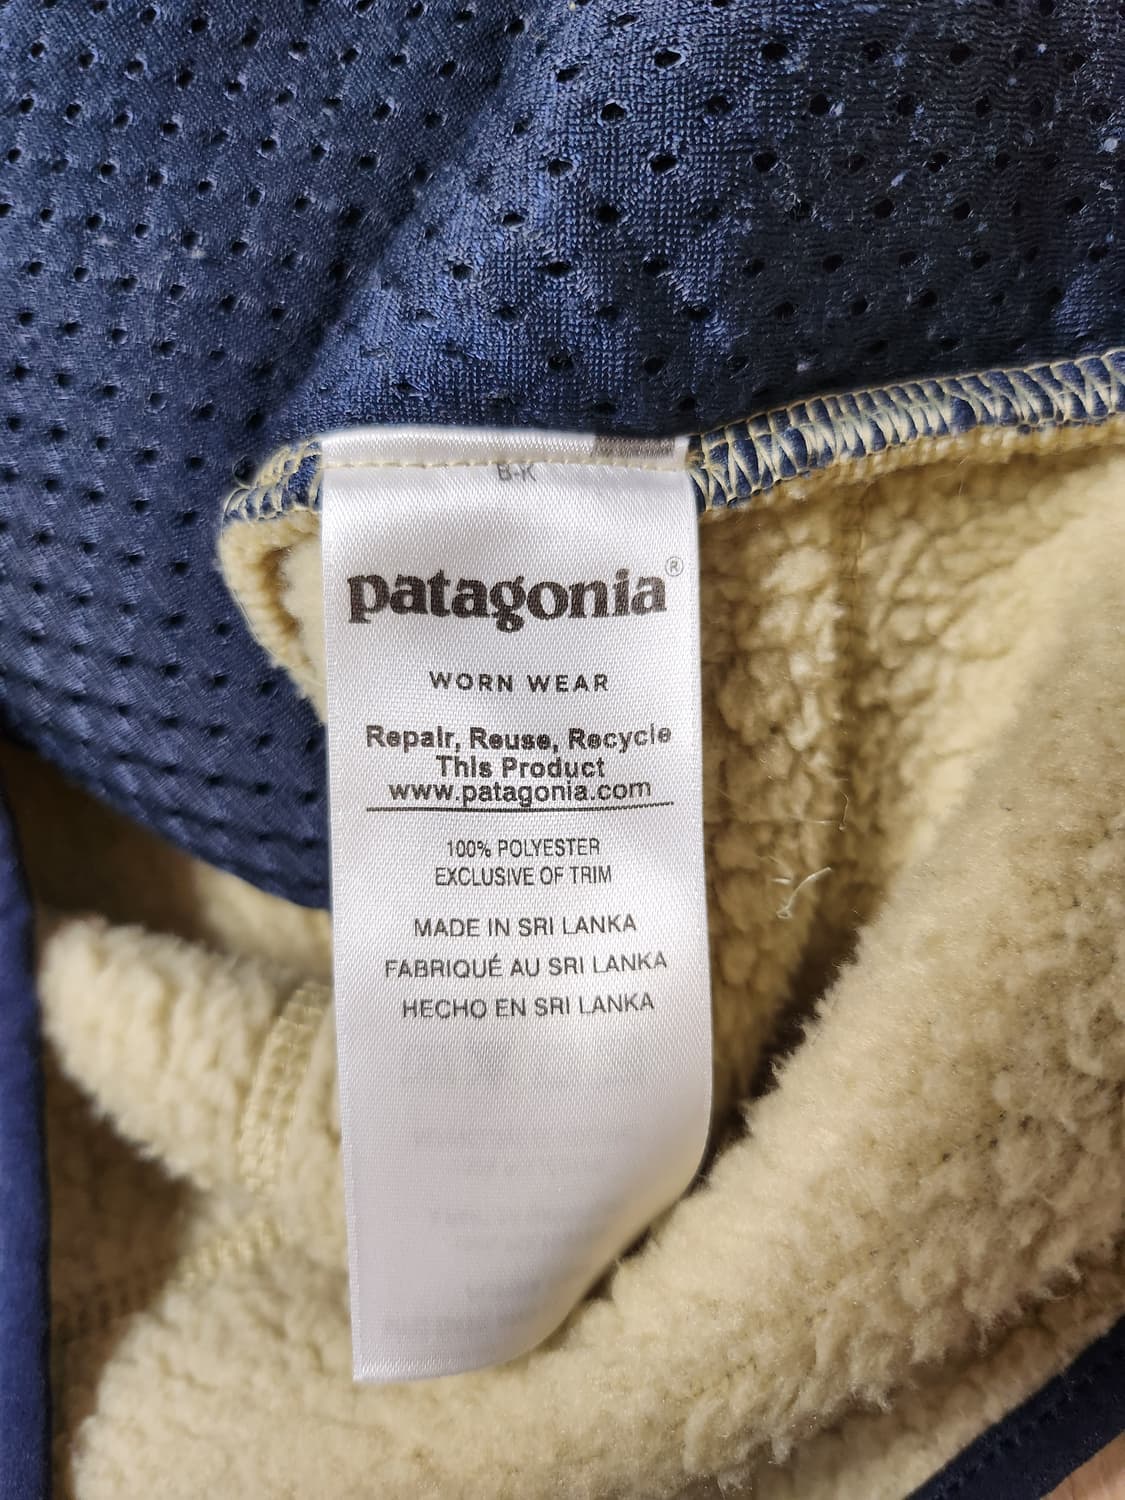 B-K
patagonia®
WORN WEAR
Repair, Reuse, Recycle
This Product
www.patagonia.com
100% POLYESTER
EXCLUSIVE OF TRIM
MADE IN SRI LANKA
FABRIQUÉ AU SRI LANKA
HECHO EN SRI LANKA